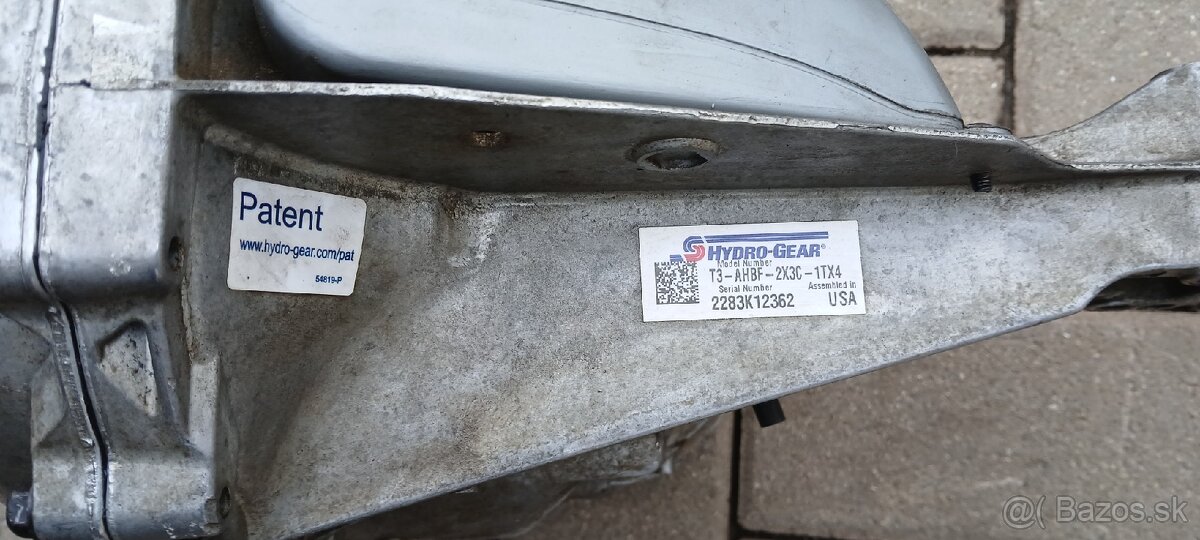 Patent
www.hydro-gear.com/pat
54819-P
HYDRO-GEAR®
Model Number
T3-AHBF-2X3C-1TX4
Serial Number Assembled in
2283K12362 USA
@( Bazos.sk